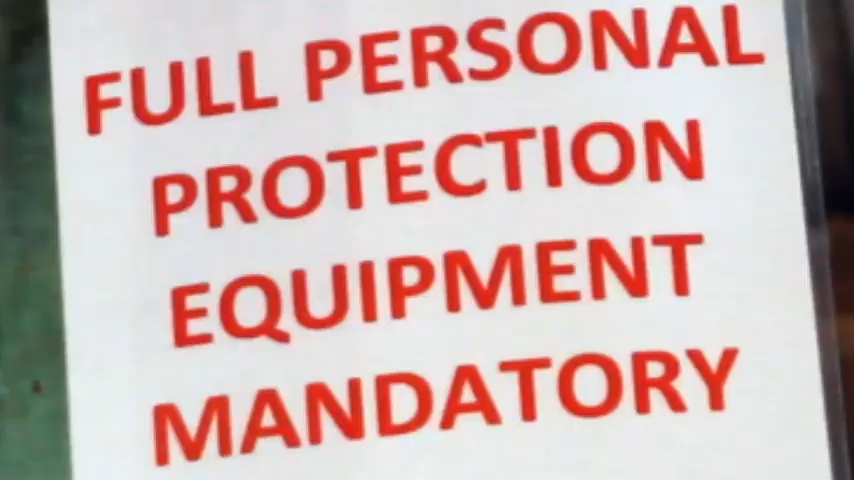 FULL PERSONAL
PROTECTION
EQUIPMENT
MANDATORY